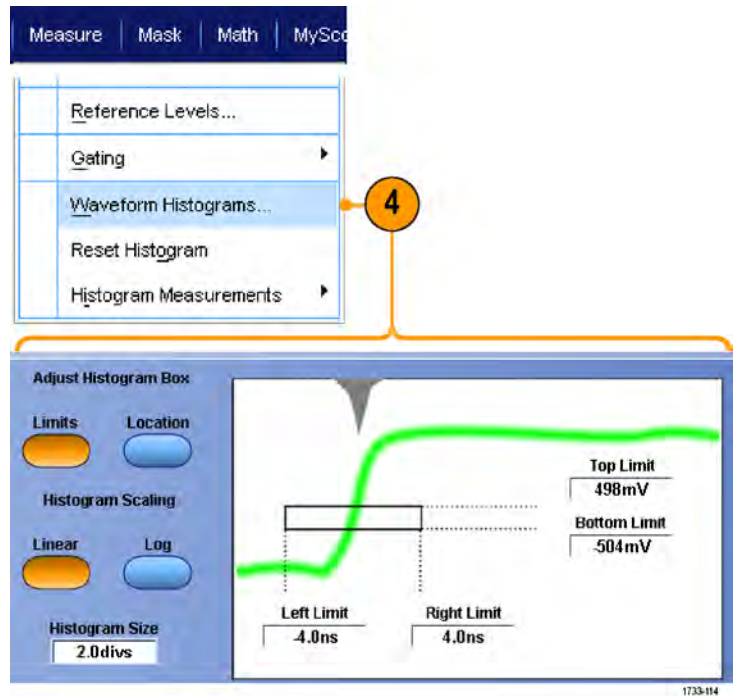 Measure Mask Math MySco
Reference Levels...
Gating
Waveform Histograms...
4
Reset Histogram
Histogram Measurements
Adjust Histogram Box
Limits Location
Histogram Scaling
Linear Log
Histogram Size
2.0divs
Top Limit
498mV
Bottom Limit
-504mV
Left Limit Right Limit
-4.0ns 4.0ns
1733-114